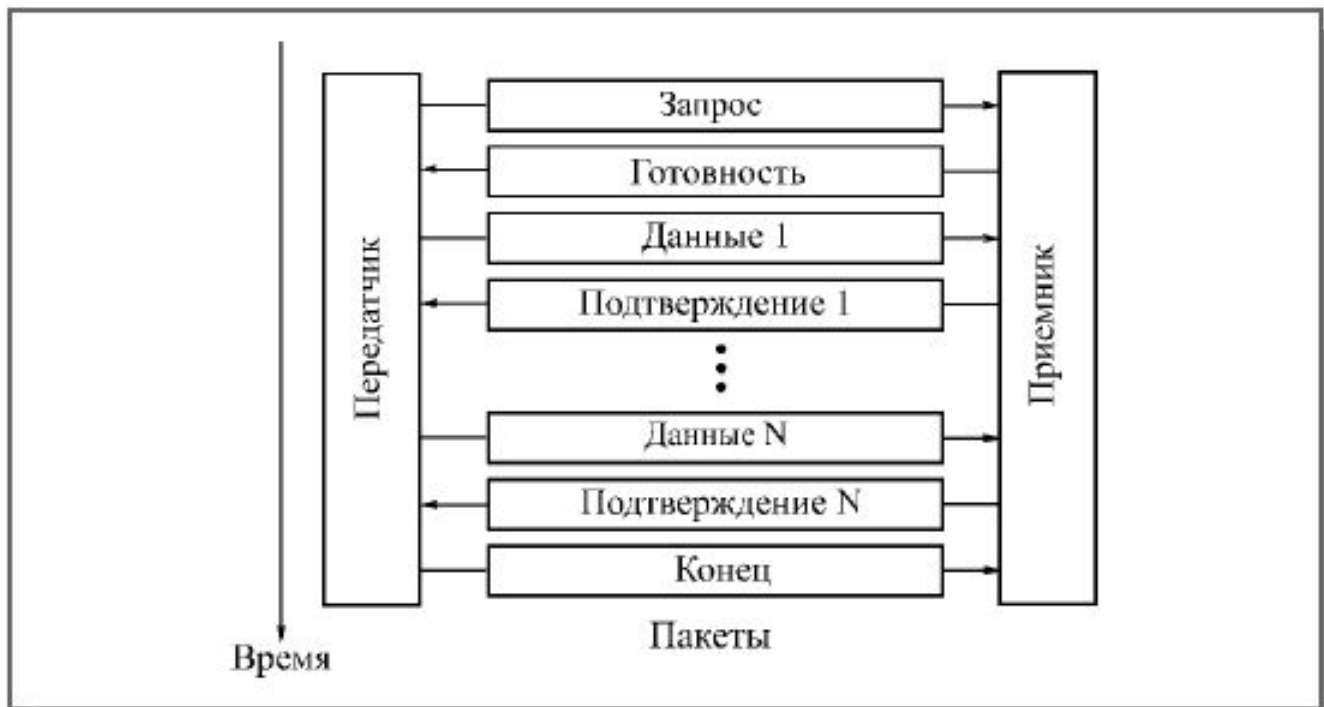 Передатчик
Запрос
Готовность
Данные 1
Подтверждение 1
Данные N
Подтверждение N
Конец
Приемник
Пакеты
Время